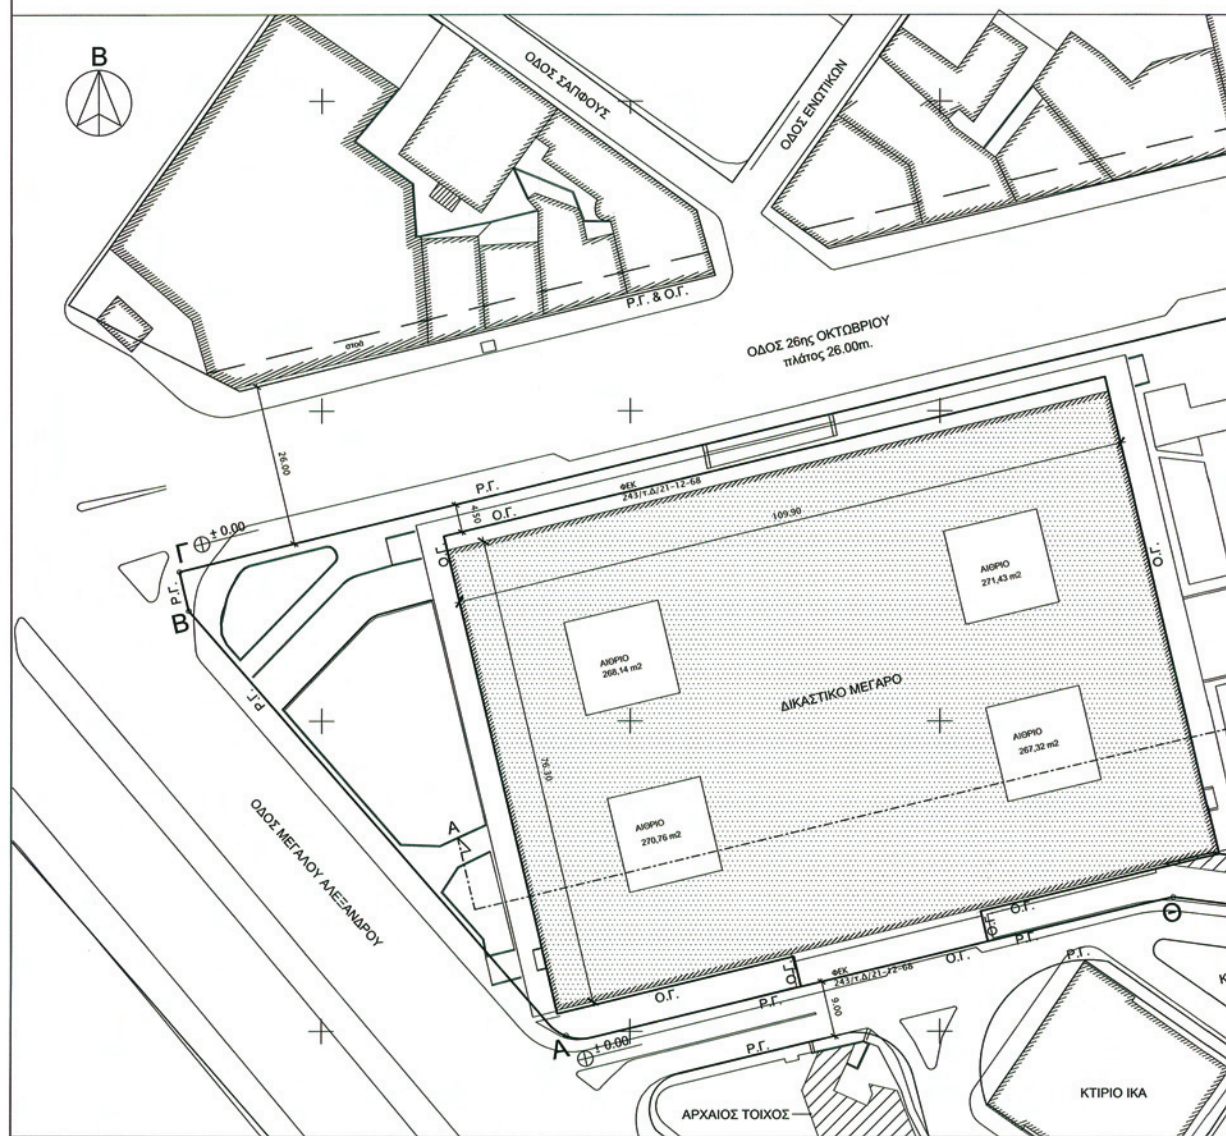 Β
ΟΔΟΣ ΣΑΠΦΟΥΣ
ΟΔΟΣ ΕΝΩΤΙΚΩΝ
Ρ.Γ. & Ο.Γ.
στοά
ΟΔΟΣ 26ης ΟΚΤΩΒΡΙΟΥ
πλάτος 26.00m.
26.00
Ρ.Γ.
ΦΕΚ
243/τ.Δ/21-12-68
4.50
Ο.Γ.
109.90
Γ
± 0.00
Ο.Γ.
Ο.Γ.
ΑΙΘΡΙΟ
271,43 m2
Ρ.Γ.
Β
ΑΙΘΡΙΟ
268,14 m2
Ρ.Γ.
ΔΙΚΑΣΤΙΚΟ ΜΕΓΑΡΟ
ΑΙΘΡΙΟ
267,32 m2
76.30
ΟΔΟΣ ΜΕΓΑΛΟΥ ΑΛΕΞΑΝΔΡΟΥ
Α
ΑΙΘΡΙΟ
270,76 m2
Ο.Γ.
Θ
Ο.Γ.
Ρ.Γ.
Ο.Γ.
Ρ.Γ.
Ο.Γ.
ΦΕΚ
243/τ.Δ/21-12-68
Ο.Γ.
Ρ.Γ.
9.00
Α
± 0.00
Ρ.Γ.
Κ
ΑΡΧΑΙΟΣ ΤΟΙΧΟΣ
ΚΤΙΡΙΟ ΙΚΑ